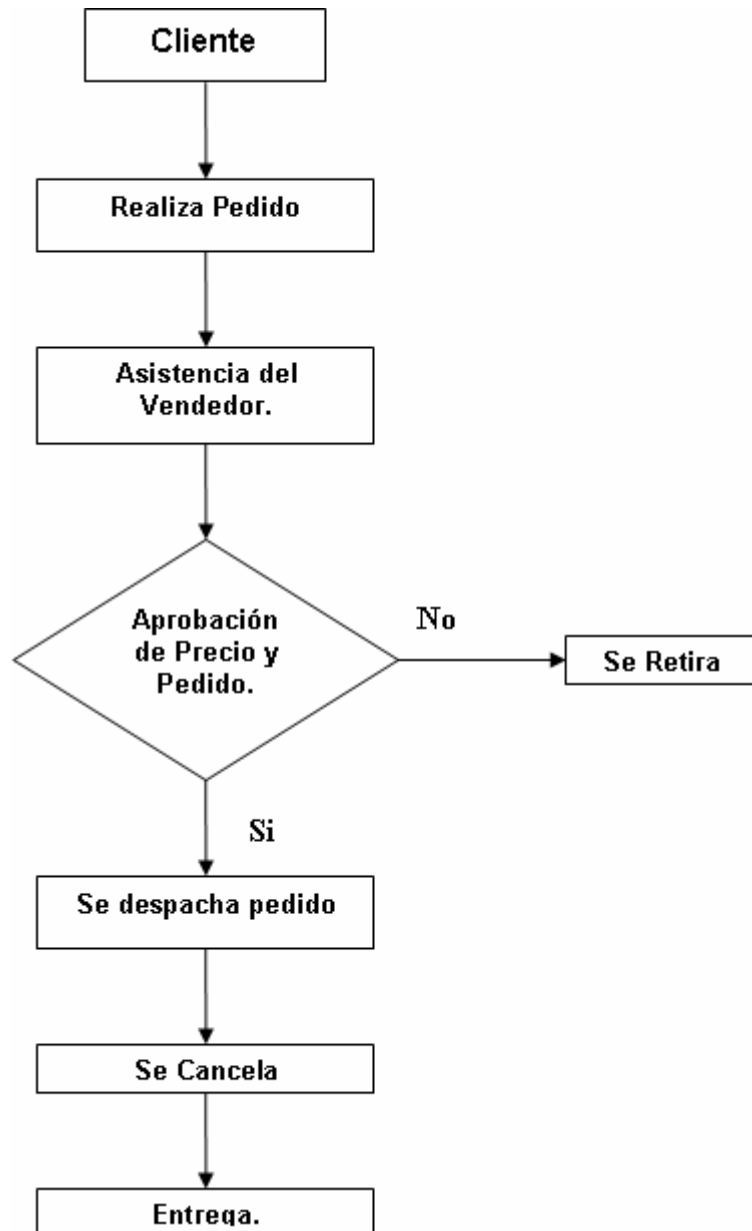 Cliente
Realiza Pedido
Asistencia del
Vendedor.
Aprobación
de Precio y
Pedido.
No
Se Retira
Si
Se despacha pedido
Se Cancela
Entrega.